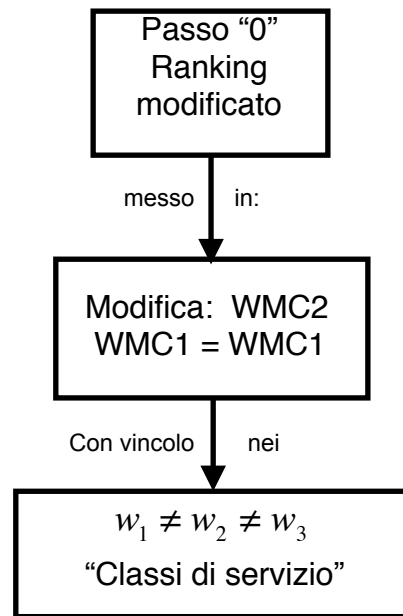 Passo “0”
Ranking
modificato
messo in:
Modifica: WMC2
WMC1 = WMC1
Con vincolo nei
w₁ ≠ w₂ ≠ w₃
“Classi di servizio”